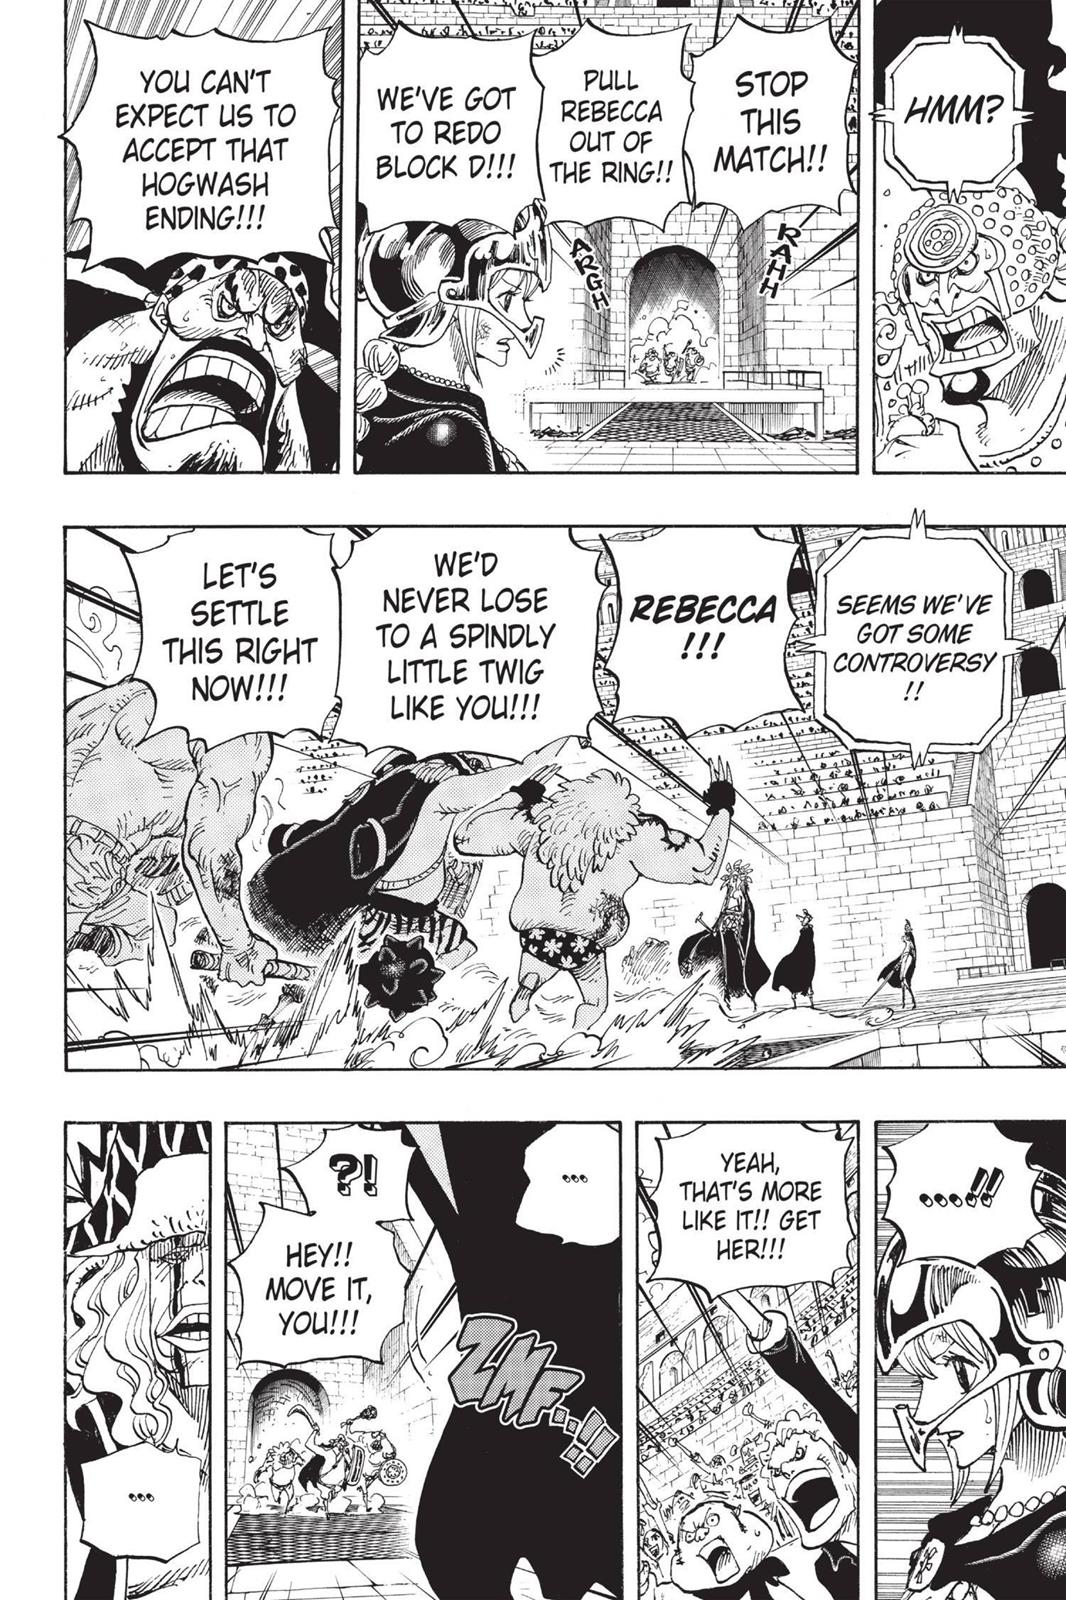 HMM?
STOP
THIS
MATCH!!
RAHH
PULL
REBECCA
OUT OF
THE RING!!
WE'VE GOT
TO REDO
BLOCK D!!!
ARGH
YOU CAN'T
EXPECT US TO
ACCEPT THAT
HOGWASH
ENDING!!!
SEEMS WE'VE
GOT SOME
CONTROVERSY
!!
REBECCA
!!!
WE'D
NEVER LOSE
TO A SPINDLY
LITTLE TWIG
LIKE YOU!!!
LET'S
SETTLE
THIS RIGHT
NOW!!!
....!!
YEAH,
THAT'S MORE
LIKE IT!! GET
HER!!!
...
ZMF..!!
?!
HEY!!
MOVE IT,
YOU!!!
...